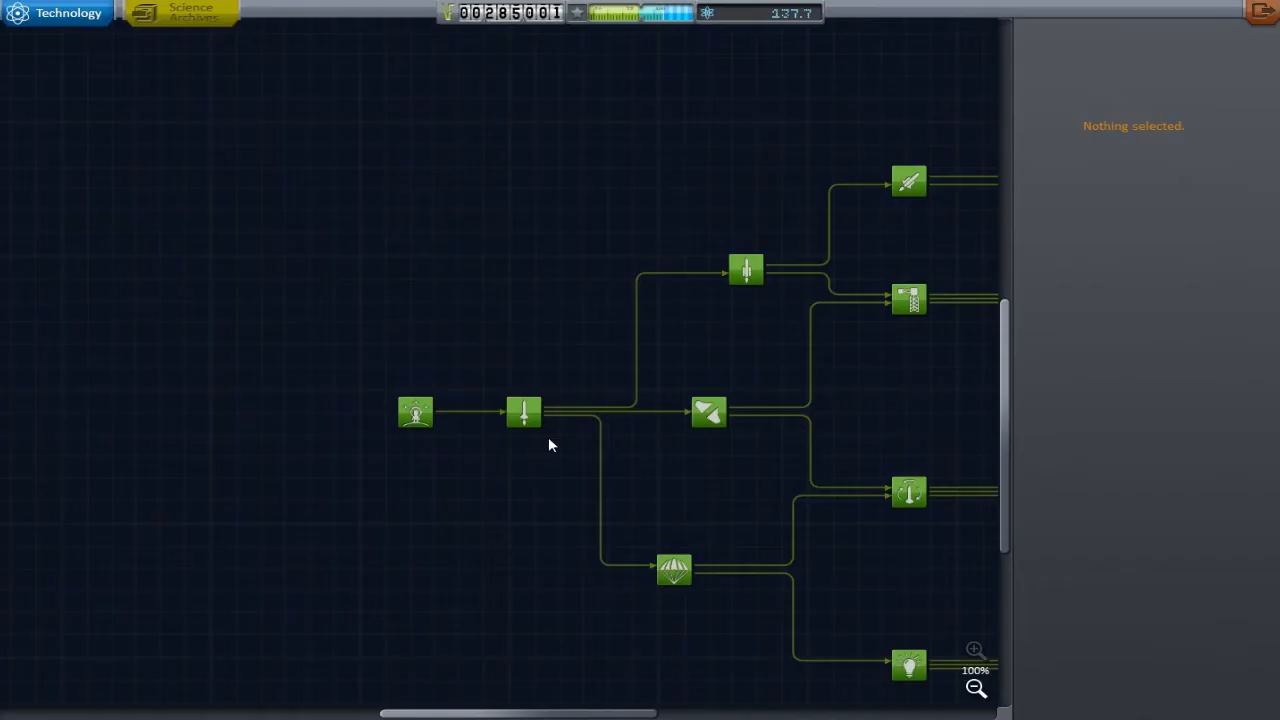 Technology
Science
Archives
00285001
137.7
Nothing selected.
100%